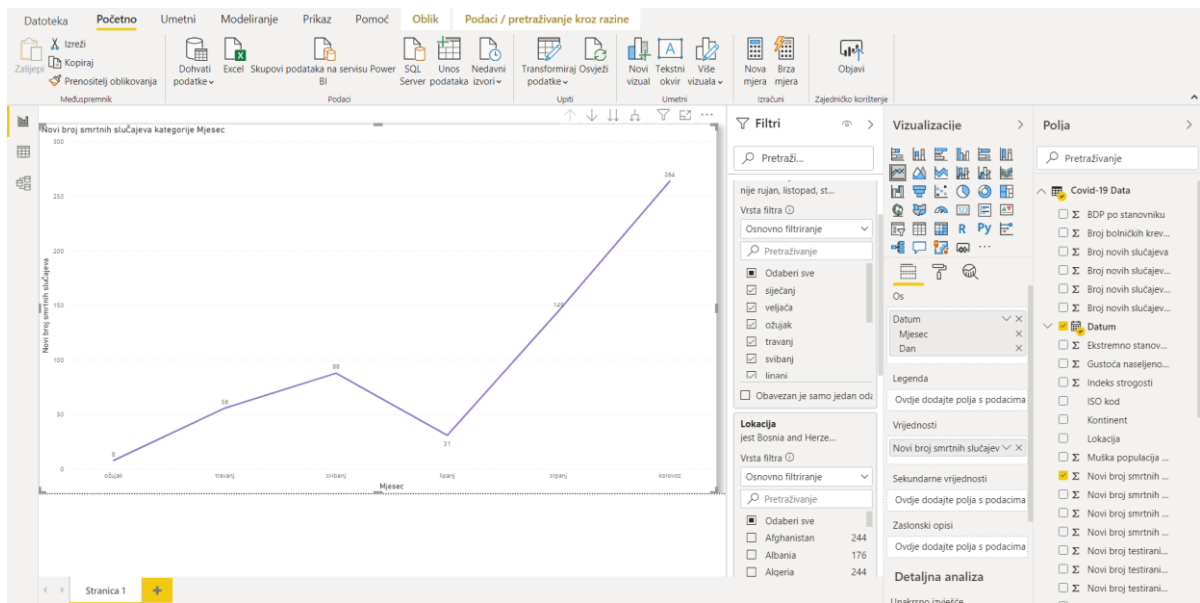 Datoteka Početno Umetni Modeliranje Prikaz Pomoć Oblik Podaci / pretraživanje kroz razine
Zalijepi
Izreži
Kopiraj
Prenositelj oblikovanja
Međuspremnik
Dohvati podatke
Excel
Skupovi podataka na servisu Power BI
SQL Server
Unos podataka
Nedavni izvori
Podaci
Transformiraj podatke
Osvježi
Upiti
Novi vizual
Tekstni okvir
Više vizuala
Umetni
Nova mjera
Brza mjera
Izračuni
Objavi
Zajedničko korištenje
Novi broj smrtnih slučajeva kategorije Mjesec
300
250
200
150
100
50
0
Novi broj smrtnih slučajeva
8
56
88
31
264
ožujak travanj svibanj lipanj srpanj kolovoz
Mjesec
Stranica 1
Filtri
Pretraži...
nije rujan, listopad, st...
Vrsta filtra
Osnovno filtriranje
Pretraživanje
Odaberi sve
siječanj
veljača
ožujak
travanj
svibanj
lipanj
Obavezan je samo jedan oda
Lokacija
jest Bosnia and Herze...
Vrsta filtra
Osnovno filtriranje
Pretraživanje
Odaberi sve
Afghanistan 244
Albania 176
Algeria 244
Vizualizacije
R Py
Os
Datum
Mjesec
Dan
Legenda
Ovdje dodajte polja s podacima
Vrijednosti
Novi broj smrtnih slučajev
Sekundarne vrijednosti
Ovdje dodajte polja s podacima
Zaslonski opisi
Ovdje dodajte polja s podacima
Detaljna analiza
Unakrsno izvješće
Polja
Pretraživanje
Covid-19 Data
Σ BDP po stanovniku
Σ Broj bolničkih krev...
Σ Broj novih slučajeva
Σ Broj novih slučajev...
Σ Broj novih slučajev...
Σ Broj novih slučajev...
Datum
Σ Ekstremno stanov...
Σ Gustoća naseljeno...
Σ Indeks strogosti
ISO kod
Kontinent
Lokacija
Σ Muška populacija ...
Σ Novi broj smrtnih ...
Σ Novi broj smrtnih ...
Σ Novi broj smrtnih ...
Σ Novi broj smrtnih ...
Σ Novi broj testirani...
Σ Novi broj testirani...
Σ Novi broj testirani...